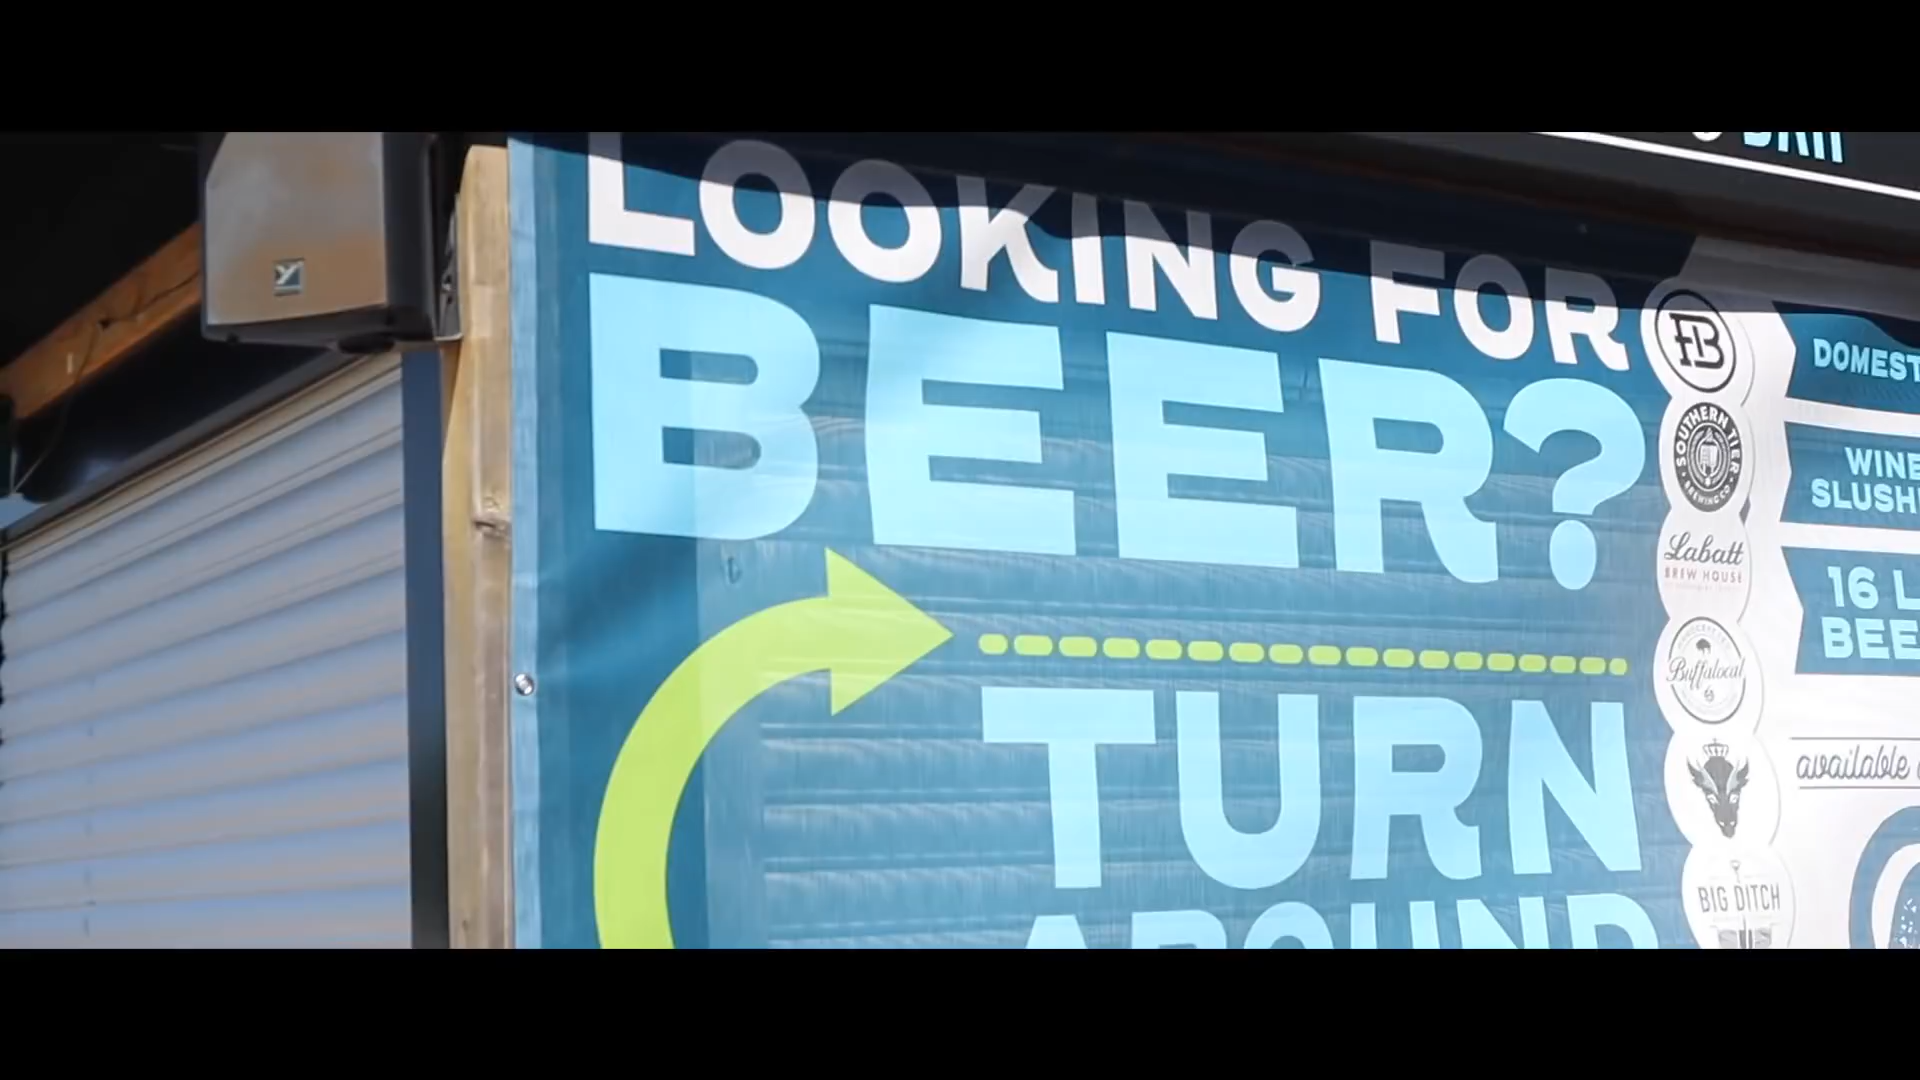 LOOKING FOR
BEER?
TURN
AROUND
SOUTHERN TIER
BREWING CO
Labatt
BREW HOUSE
Buffalocal
BIG DITCH
DOMEST
WINE
SLUSH
16 L
BEE
available